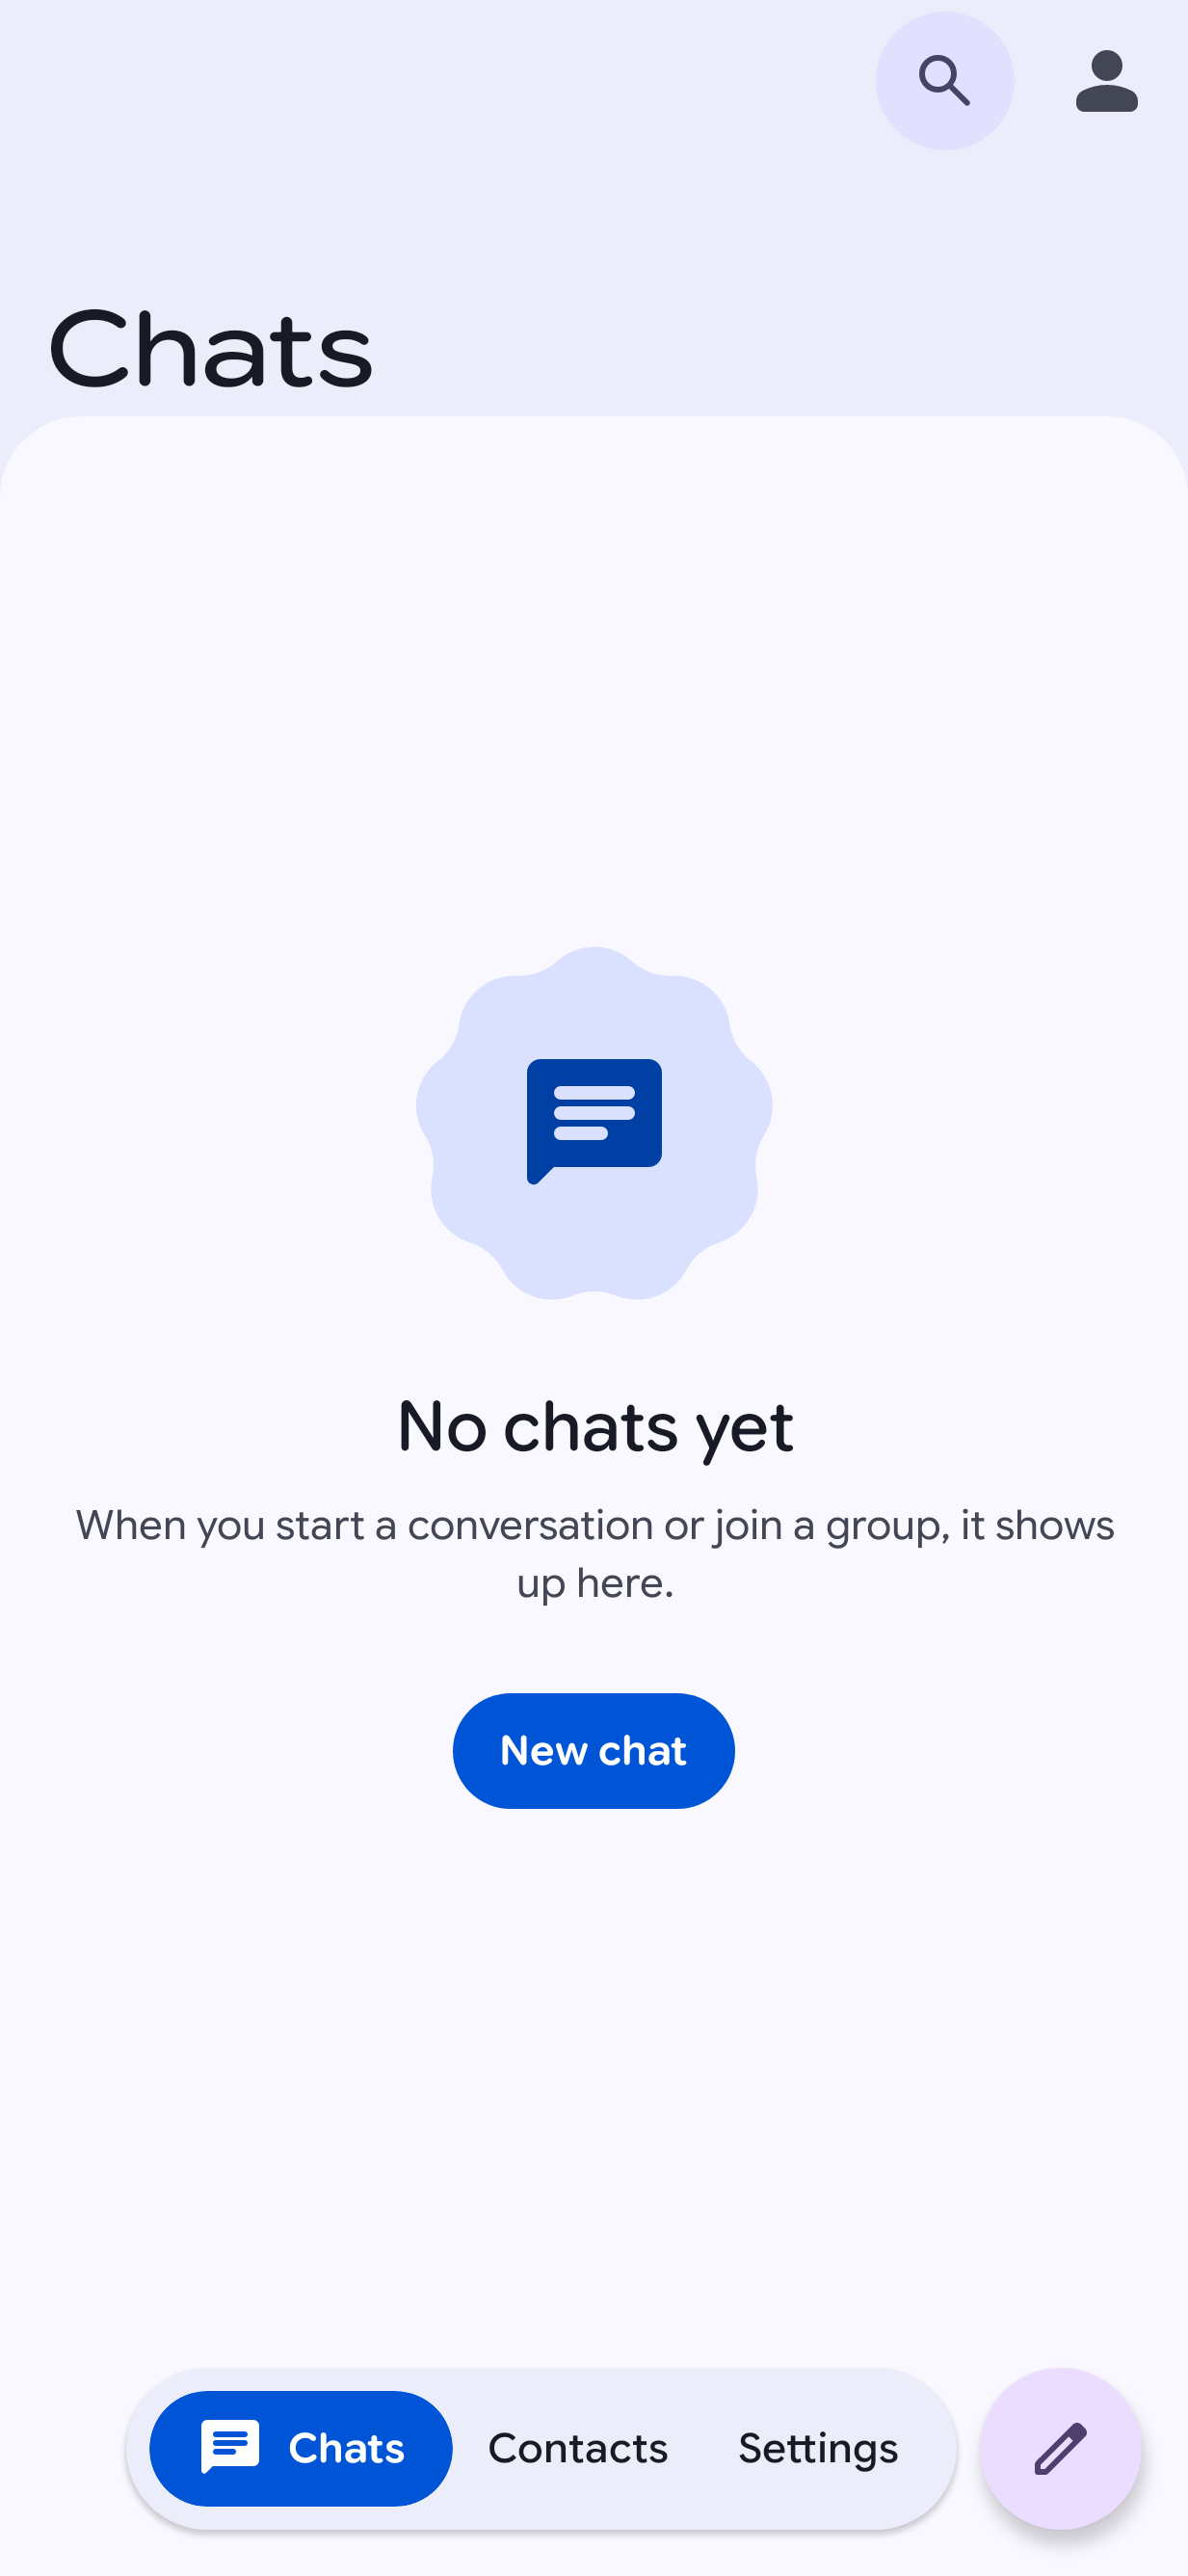 Chats
No chats yet
When you start a conversation or join a group, it shows
up here.
New chat
Chats
Contacts
Settings